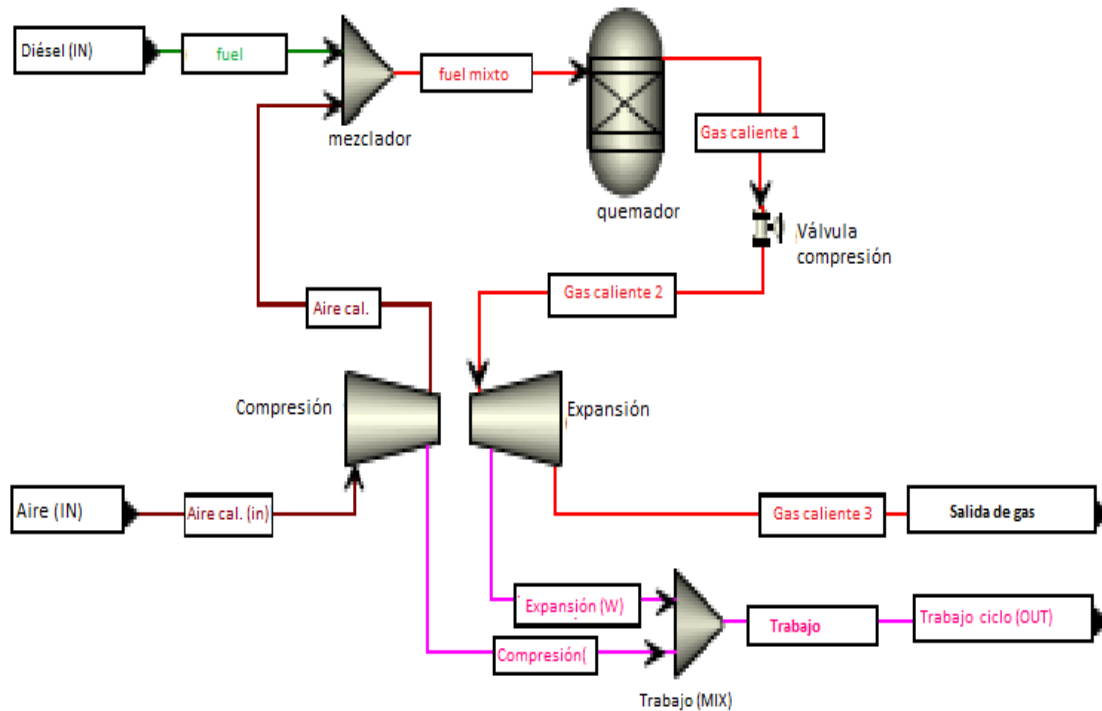 Diésel (IN)
fuel
fuel mixto
mezclador
quemador
Gas caliente 1
Válvula
compresión
Gas caliente 2
Aire cal.
Compresión
Expansión
Aire (IN)
Aire cal. (in)
Gas caliente 3
Salida de gas
Expansión (W)
Trabajo
Trabajo ciclo (OUT)
Compresión(
Trabajo (MIX)